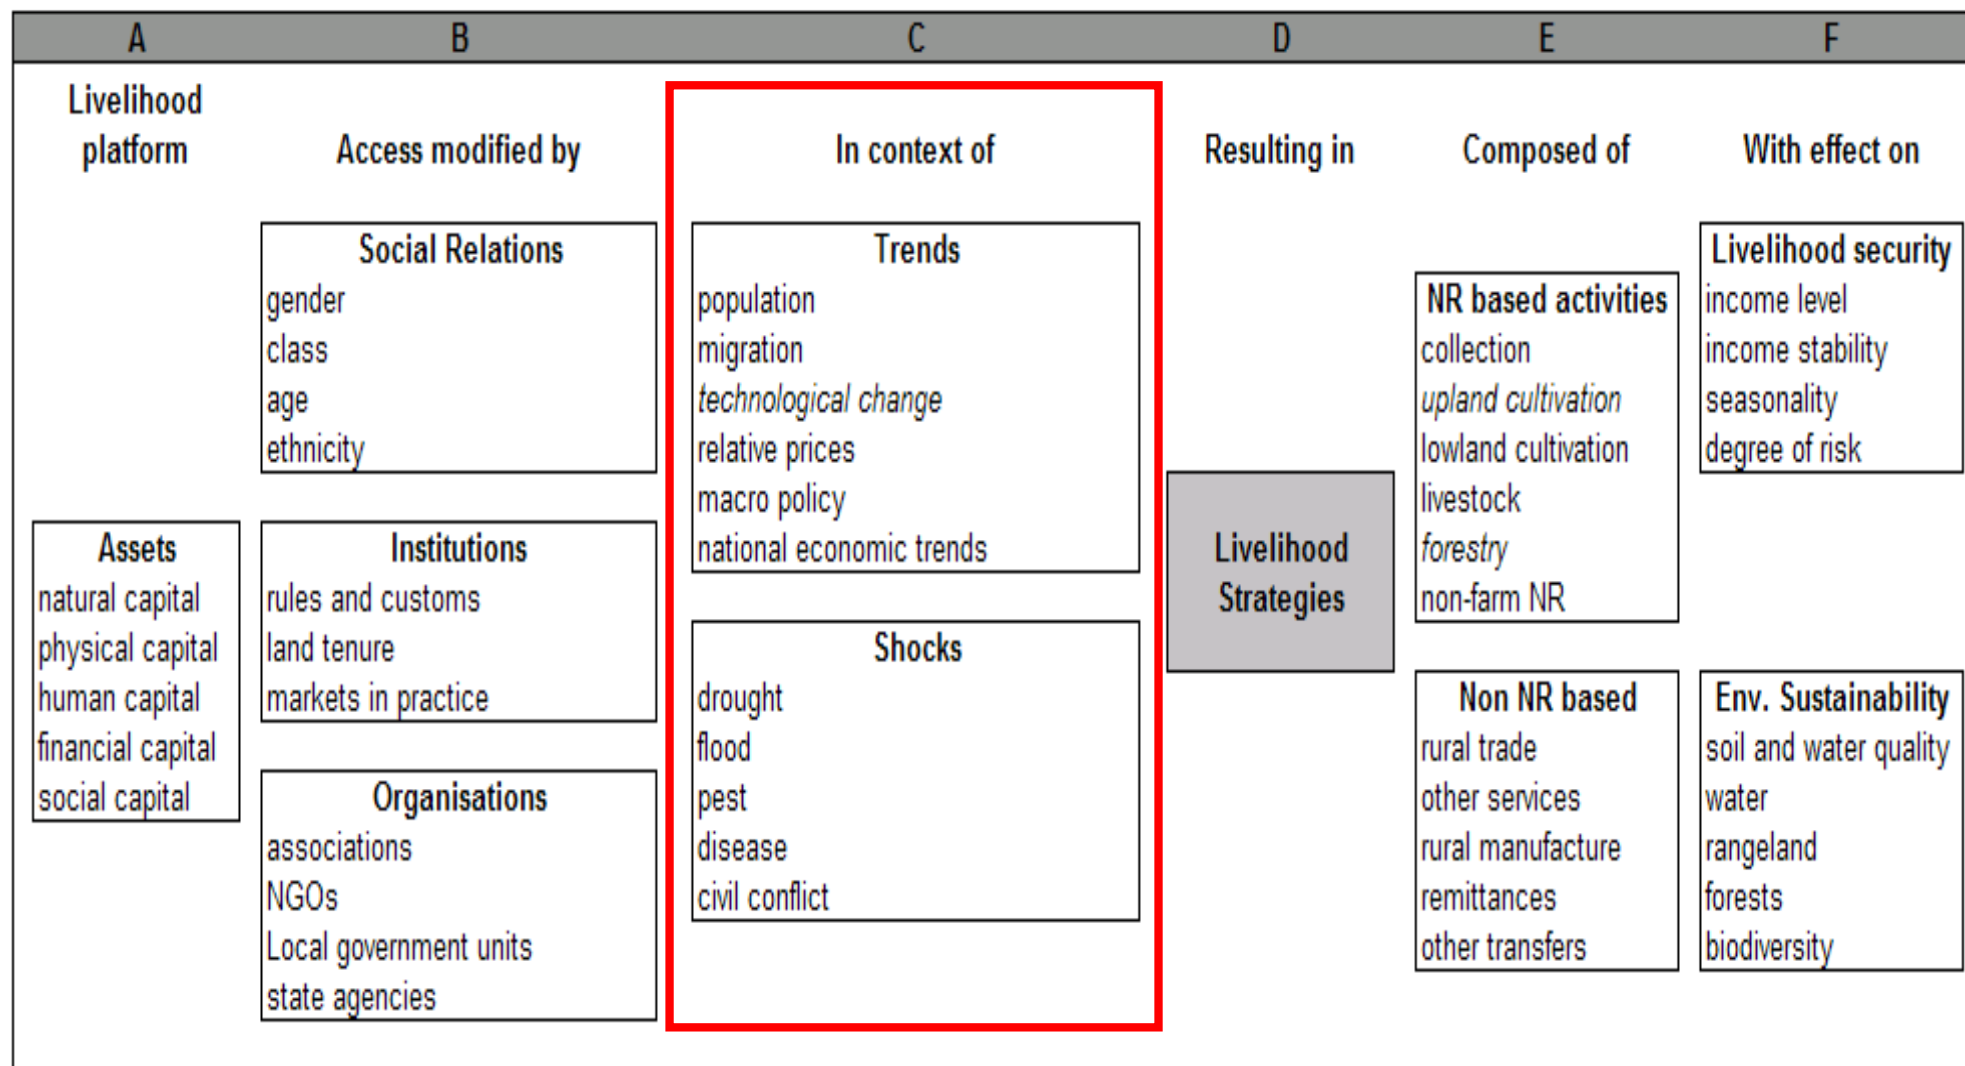 A B C D E F
Livelihood
platform
Access modified by
In context of
Resulting in
Composed of
With effect on
Assets
natural capital
physical capital
human capital
financial capital
social capital
Social Relations
gender
class
age
ethnicity
Institutions
rules and customs
land tenure
markets in practice
Organisations
associations
NGOs
Local government units
state agencies
Trends
population
migration
technological change
relative prices
macro policy
national economic trends
Shocks
drought
flood
pest
disease
civil conflict
Livelihood
Strategies
NR based activities
collection
upland cultivation
lowland cultivation
livestock
forestry
non-farm NR
Non NR based
rural trade
other services
rural manufacture
remittances
other transfers
Livelihood security
income level
income stability
seasonality
degree of risk
Env. Sustainability
soil and water quality
water
rangeland
forests
biodiversity